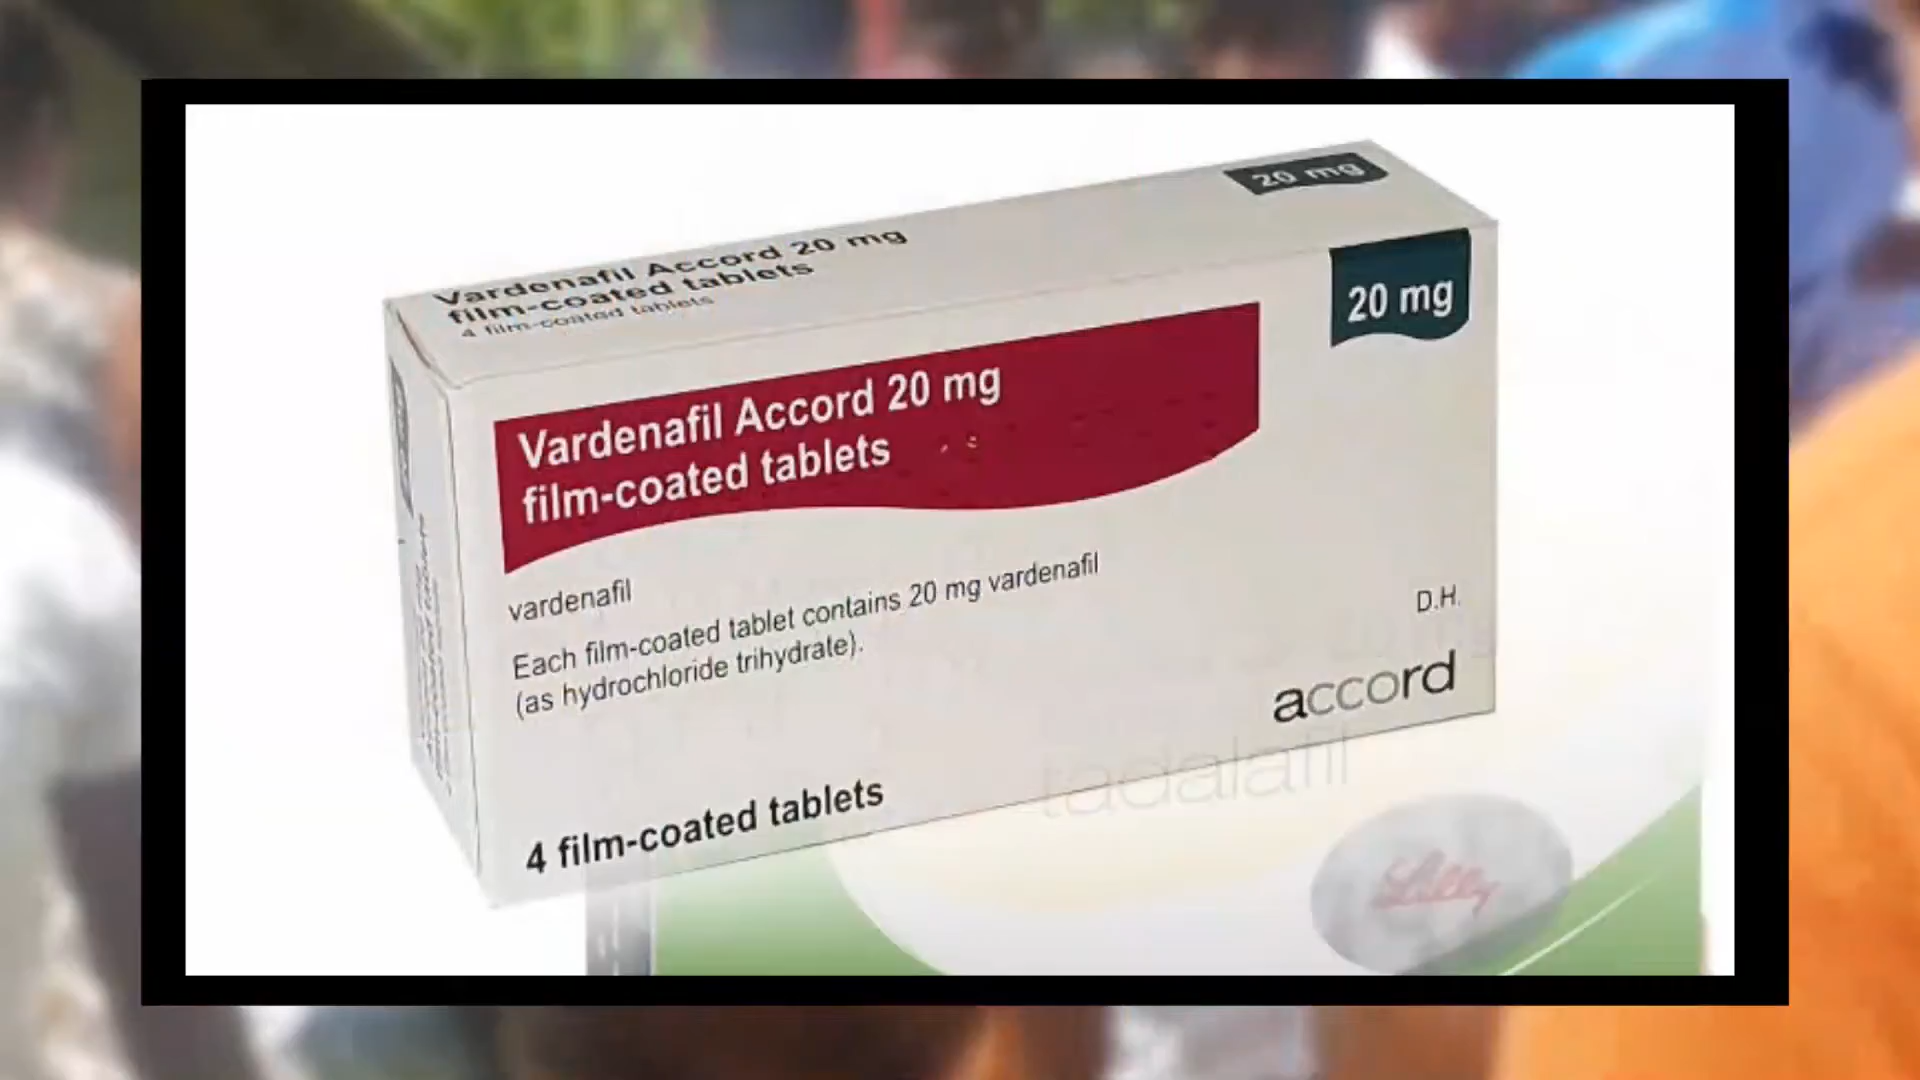 20 mg
Vardenafil Accord 20 mg
film-coated tablets
4 film-coated tablets
20 mg
Vardenafil Accord 20 mg
film-coated tablets
vardenafil
Each film-coated tablet contains 20 mg vardenafil
(as hydrochloride trihydrate).
D.H.
accord
4 film-coated tablets
tadalafil
Lilly